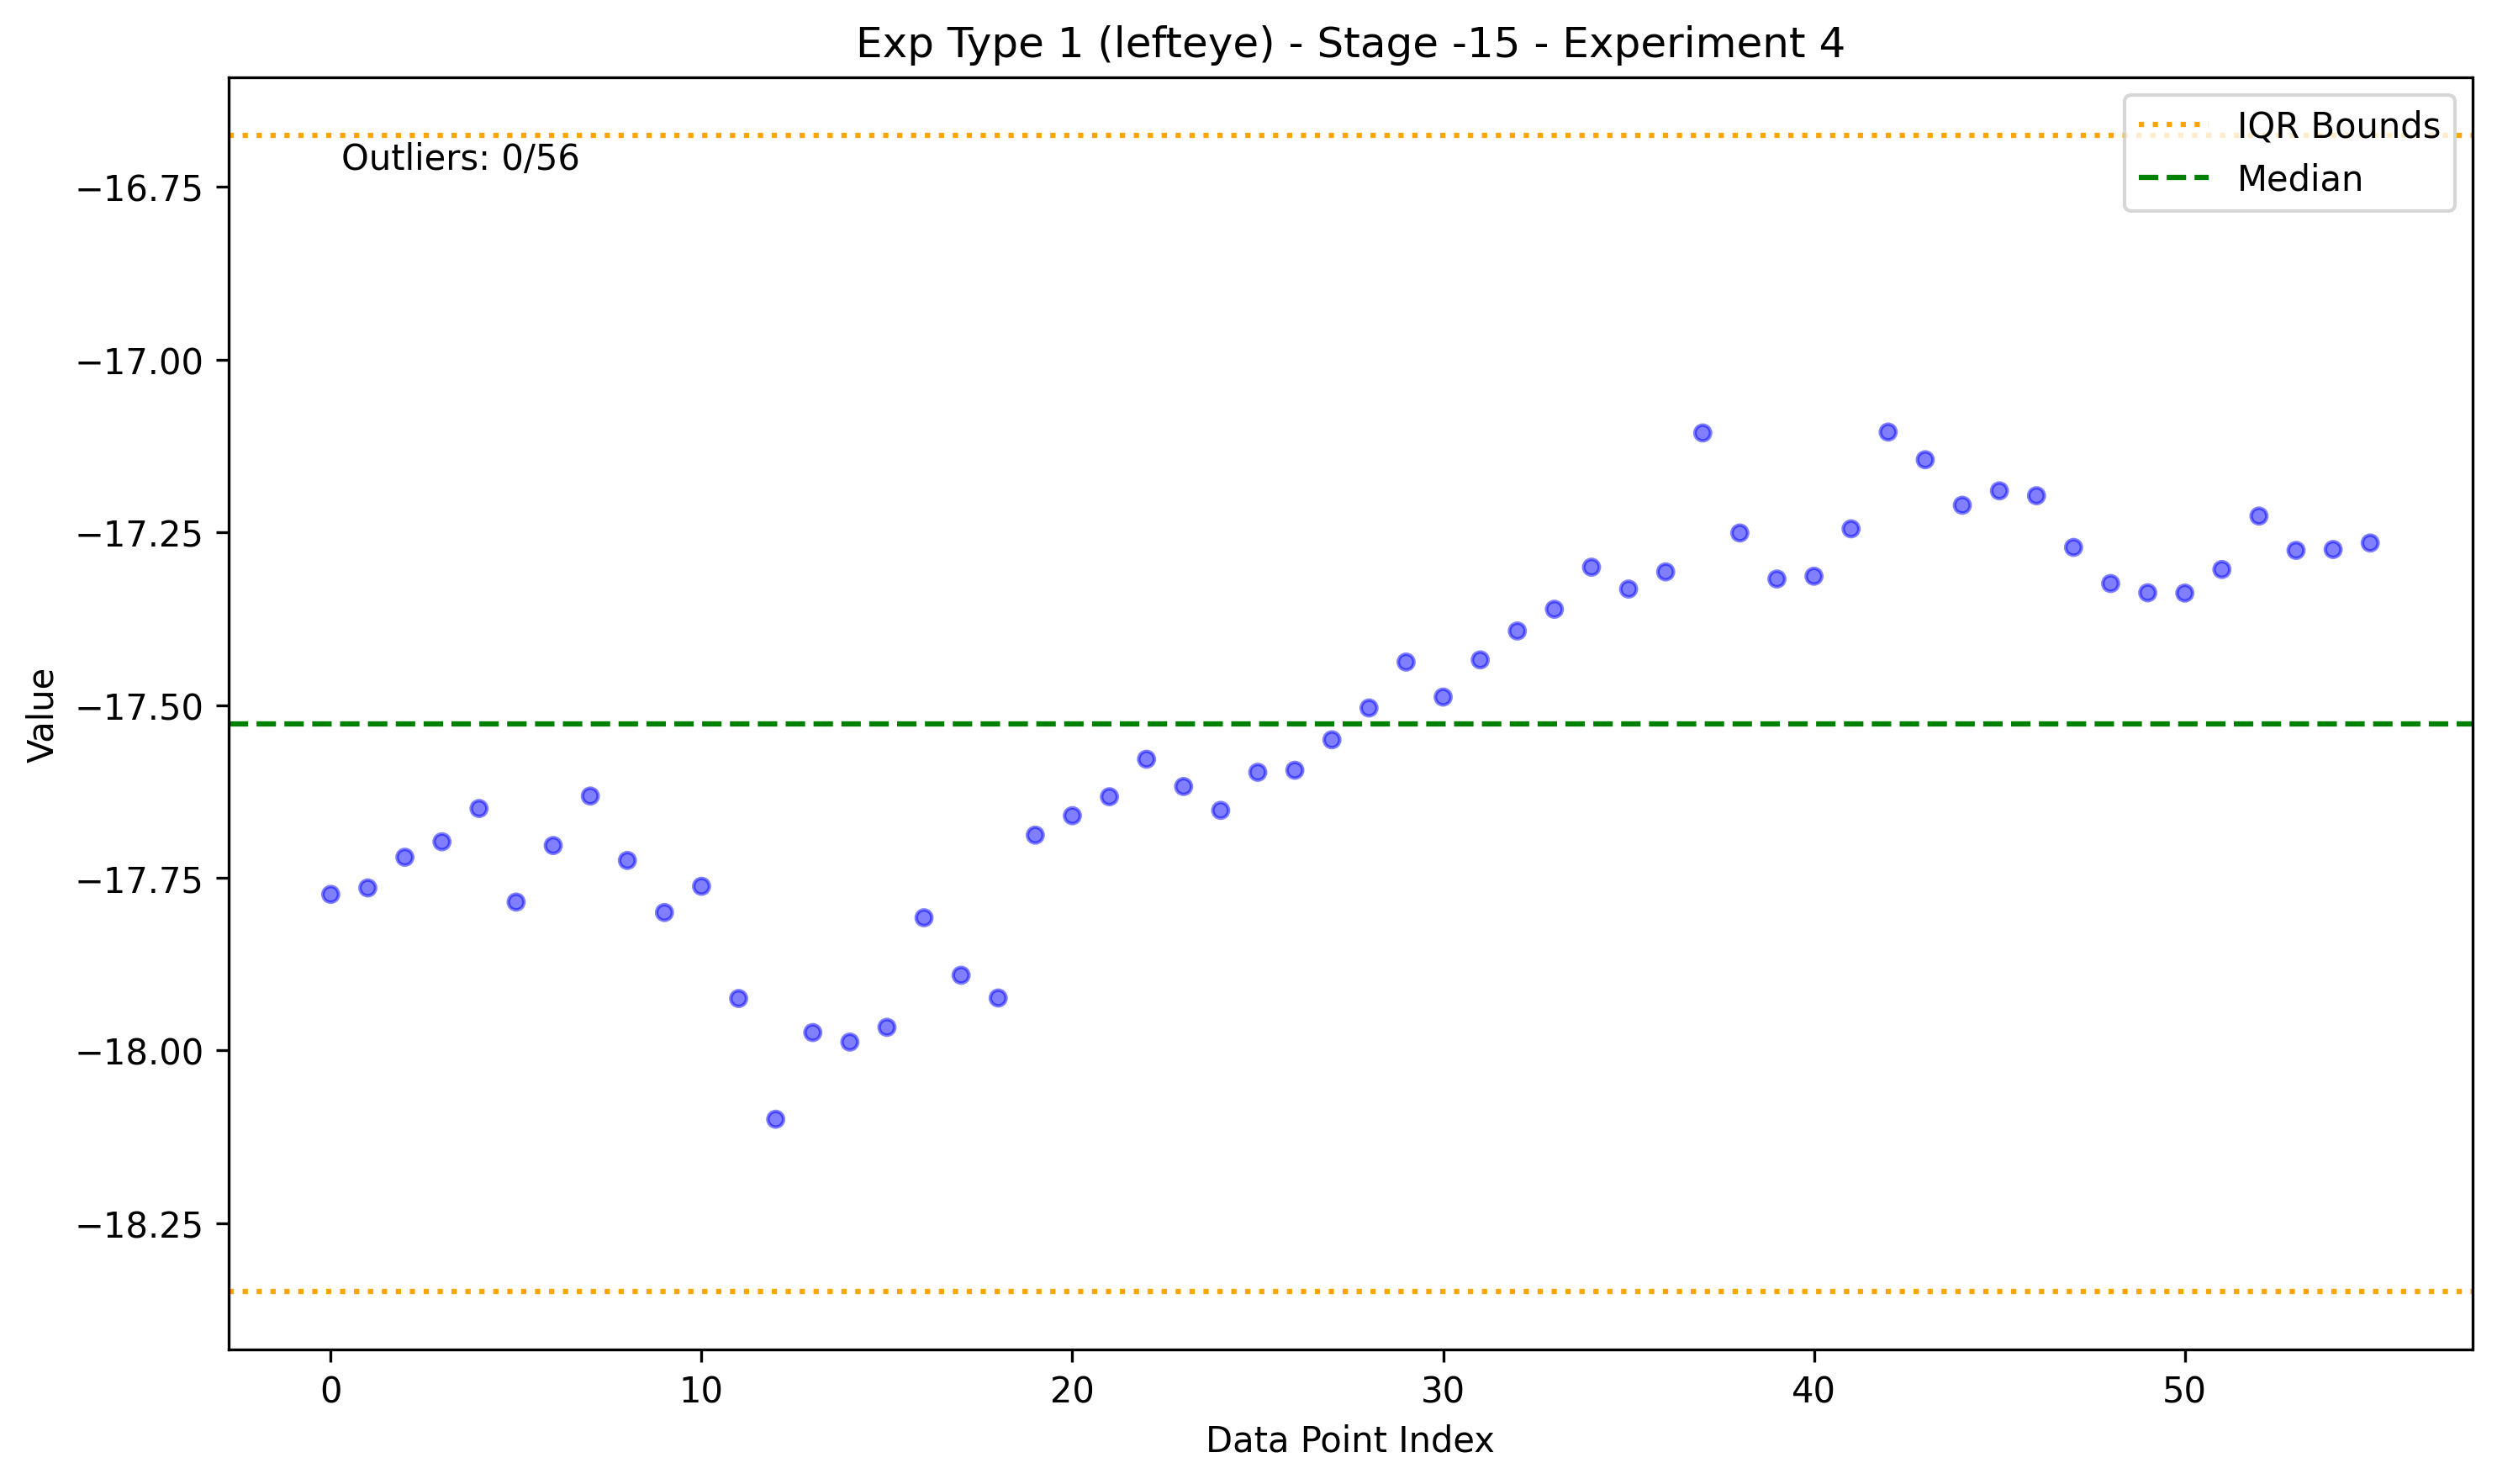 Exp Type 1 (lefteye) - Stage -15 - Experiment 4
IQR Bounds
Median
Outliers: 0/56
−16.75
−17.00
−17.25
−17.50
−17.75
−18.00
−18.25
Value
0 10 20 30 40 50
Data Point Index